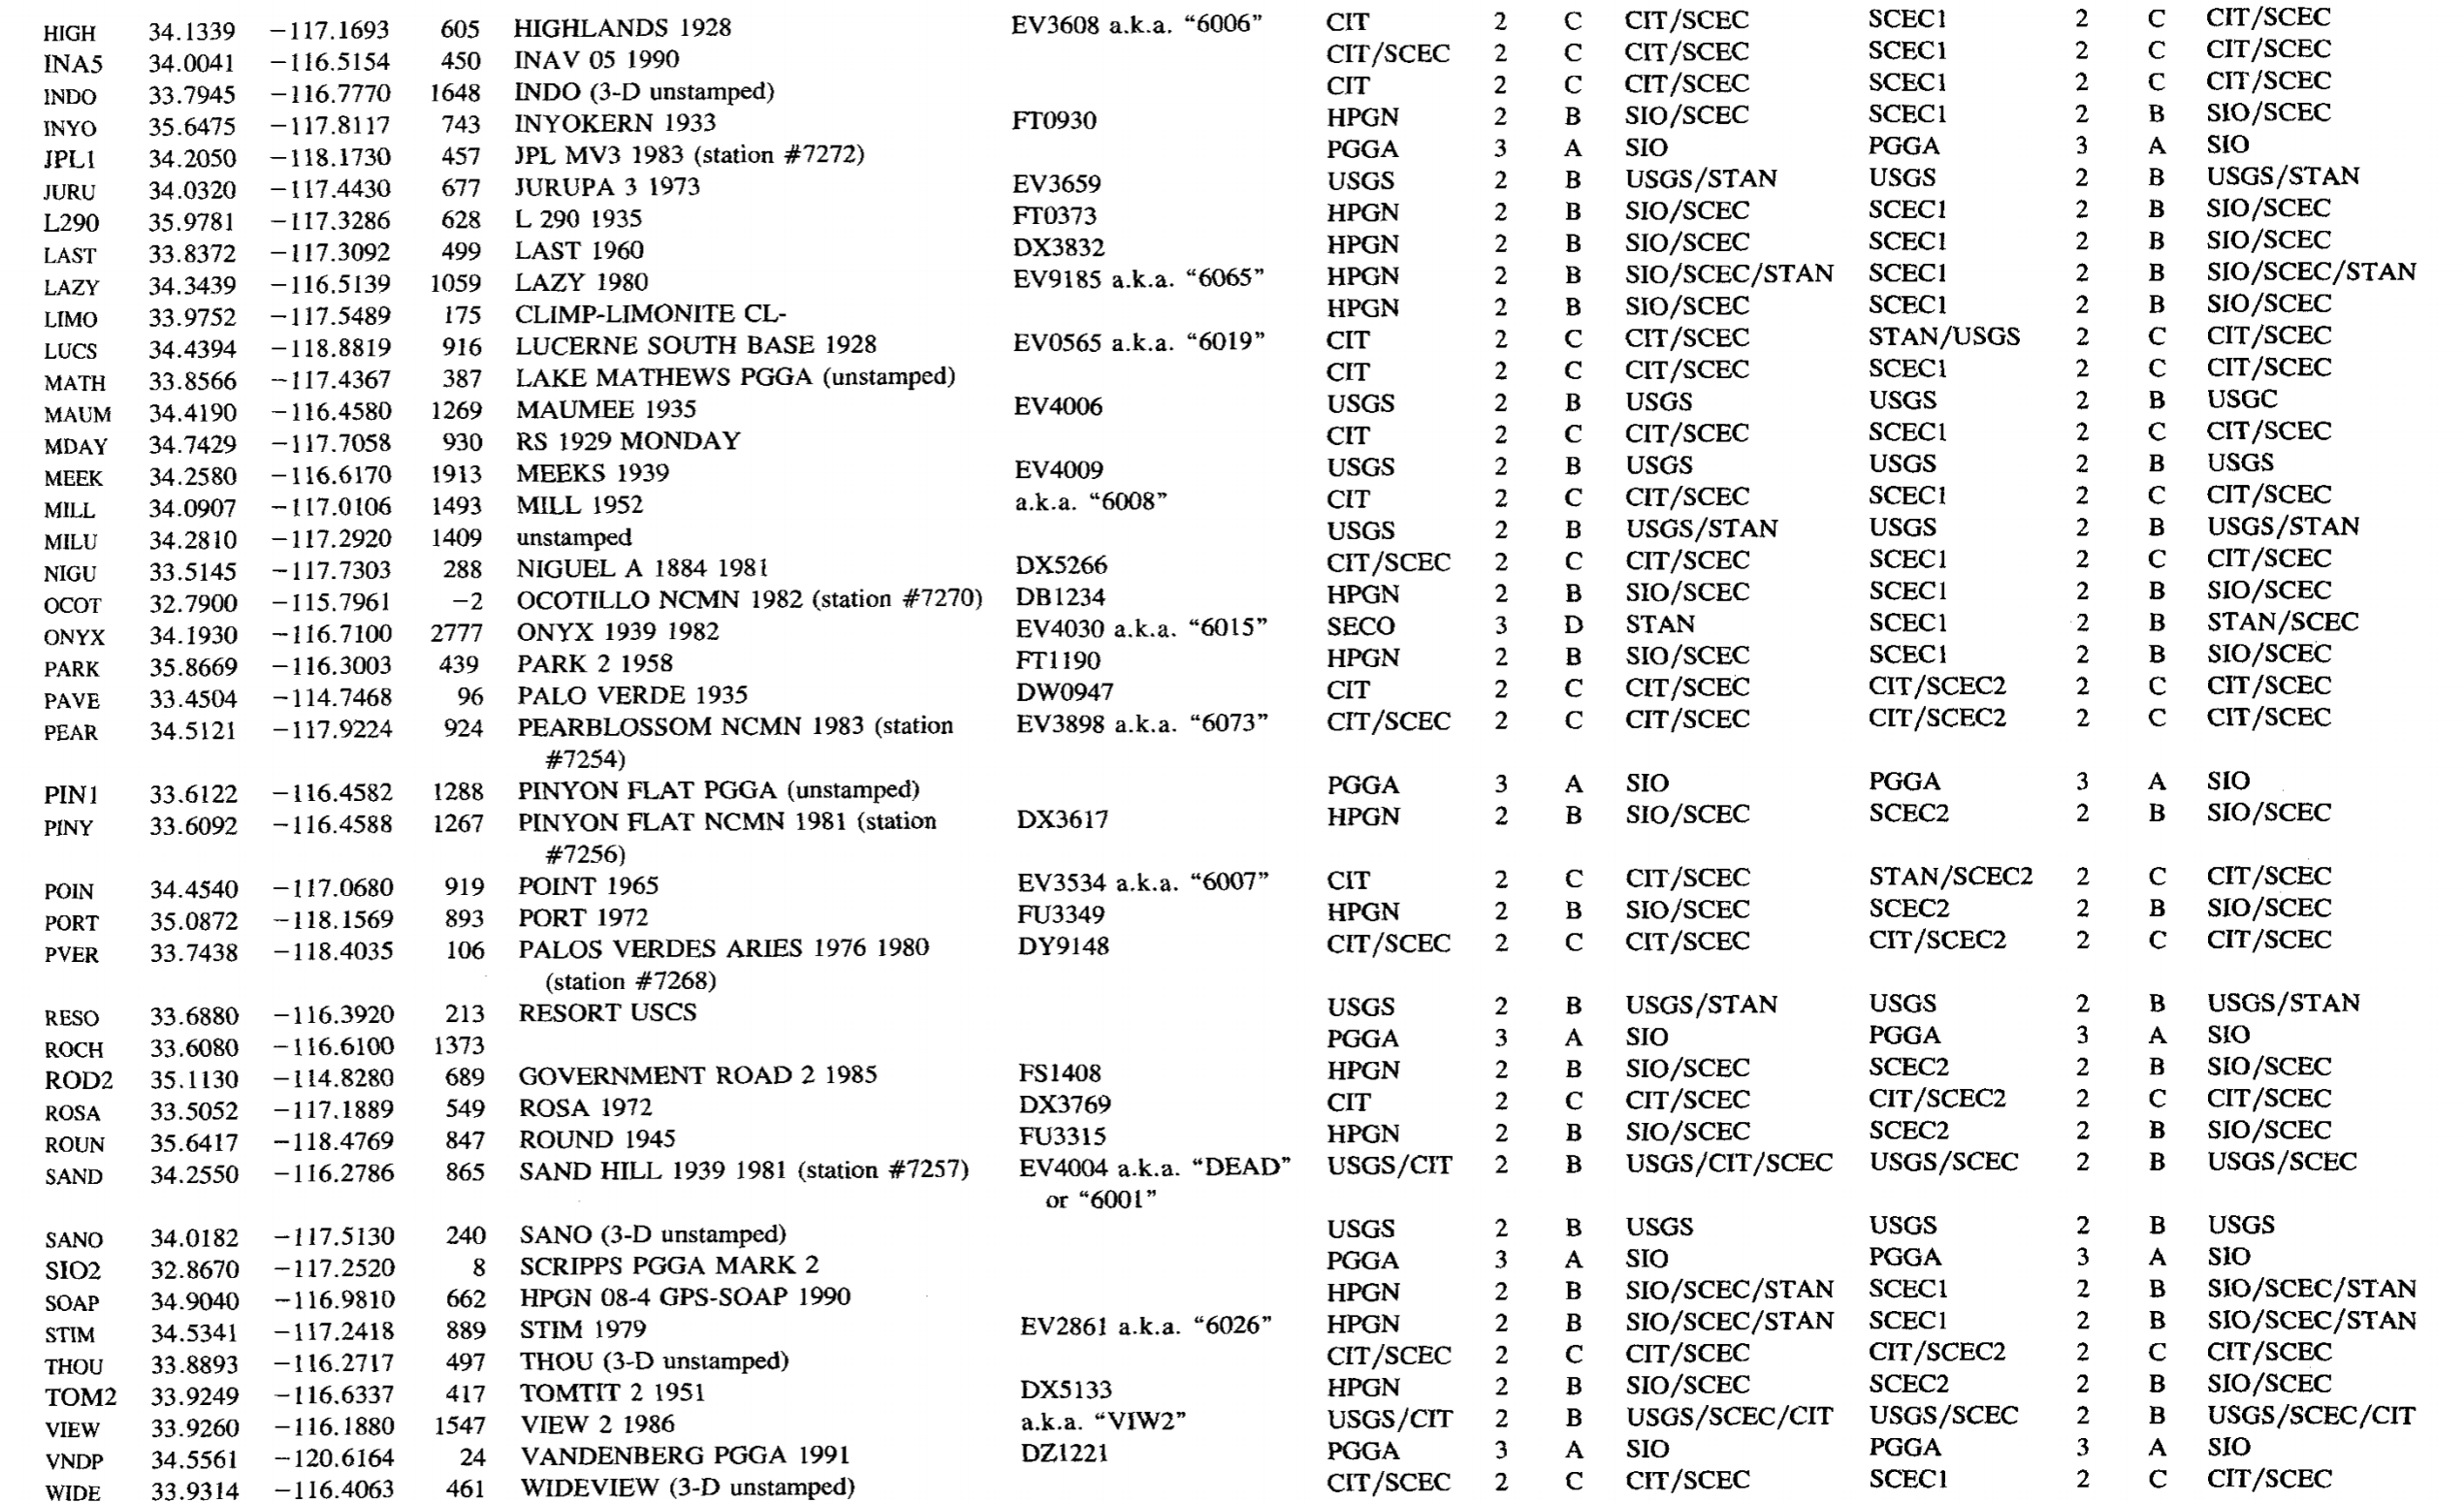 HIGH 34.1339 −117.1693 605 HIGHLANDS 1928 EV3608 a.k.a. “6006” CIT 2 C CIT/SCEC SCEC1 2 C CIT/SCEC
INA5 34.0041 −116.5154 450 INAV 05 1990 CIT/SCEC 2 C CIT/SCEC SCEC1 2 C CIT/SCEC
INDO 33.7945 −116.7770 1648 INDO (3-D unstamped) CIT 2 C CIT/SCEC SCEC1 2 C CIT/SCEC
INYO 35.6475 −117.8117 743 INYOKERN 1933 FT0930 HPGN 2 B SIO/SCEC SCEC1 2 B SIO/SCEC
JPL1 34.2050 −118.1730 457 JPL MV3 1983 (station #7272) PGGA 3 A SIO PGGA 3 A SIO
JURU 34.0320 −117.4430 677 JURUPA 3 1973 EV3659 USGS 2 B USGS/STAN USGS 2 B USGS/STAN
L290 35.9781 −117.3286 628 L 290 1935 FT0373 HPGN 2 B SIO/SCEC SCEC1 2 B SIO/SCEC
LAST 33.8372 −117.3092 499 LAST 1960 DX3832 HPGN 2 B SIO/SCEC SCEC1 2 B SIO/SCEC
LAZY 34.3439 −116.5139 1059 LAZY 1980 EV9185 a.k.a. “6065” HPGN 2 B SIO/SCEC/STAN SCEC1 2 B SIO/SCEC/STAN
LIMO 33.9752 −117.5489 175 CLIMP-LIMONITE CL- HPGN 2 B SIO/SCEC SCEC1 2 B SIO/SCEC
LUCS 34.4394 −118.8819 916 LUCERNE SOUTH BASE 1928 EV0565 a.k.a. “6019” CIT 2 C CIT/SCEC STAN/USGS 2 C CIT/SCEC
MATH 33.8566 −117.4367 387 LAKE MATHEWS PGGA (unstamped) CIT 2 C CIT/SCEC SCEC1 2 C CIT/SCEC
MAUM 34.4190 −116.4580 1269 MAUMEE 1935 EV4006 USGS 2 B USGS USGS 2 B USGC
MDAY 34.7429 −117.7058 930 RS 1929 MONDAY CIT 2 C CIT/SCEC SCEC1 2 C CIT/SCEC
MEEK 34.2580 −116.6170 1913 MEEKS 1939 EV4009 USGS 2 B USGS USGS 2 B USGS
MILL 34.0907 −117.0106 1493 MILL 1952 a.k.a. “6008” CIT 2 C CIT/SCEC SCEC1 2 C CIT/SCEC
MILU 34.2810 −117.2920 1409 unstamped USGS 2 B USGS/STAN USGS 2 B USGS/STAN
NIGU 33.5145 −117.7303 288 NIGUEL A 1884 1981 DX5266 CIT/SCEC 2 C CIT/SCEC SCEC1 2 C CIT/SCEC
OCOT 32.7900 −115.7961 −2 OCOTILLO NCMN 1982 (station #7270) DB1234 HPGN 2 B SIO/SCEC SCEC1 2 B SIO/SCEC
ONYX 34.1930 −116.7100 2777 ONYX 1939 1982 EV4030 a.k.a. “6015” SECO 3 D STAN SCEC1 2 B STAN/SCEC
PARK 35.8669 −116.3003 439 PARK 2 1958 FT1190 HPGN 2 B SIO/SCEC SCEC1 2 B SIO/SCEC
PAVE 33.4504 −114.7468 96 PALO VERDE 1935 DW0947 CIT 2 C CIT/SCEC CIT/SCEC2 2 C CIT/SCEC
PEAR 34.5121 −117.9224 924 PEARBLOSSOM NCMN 1983 (station EV3898 a.k.a. “6073” CIT/SCEC 2 C CIT/SCEC CIT/SCEC2 2 C CIT/SCEC
#7254)
PIN1 33.6122 −116.4582 1288 PINYON FLAT PGGA (unstamped) PGGA 3 A SIO PGGA 3 A SIO
PINY 33.6092 −116.4588 1267 PINYON FLAT NCMN 1981 (station DX3617 HPGN 2 B SIO/SCEC SCEC2 2 B SIO/SCEC
#7256)
POIN 34.4540 −117.0680 919 POINT 1965 EV3534 a.k.a. “6007” CIT 2 C CIT/SCEC STAN/SCEC2 2 C CIT/SCEC
PORT 35.0872 −118.1569 893 PORT 1972 FU3349 HPGN 2 B SIO/SCEC SCEC2 2 B SIO/SCEC
PVER 33.7438 −118.4035 106 PALOS VERDES ARIES 1976 1980 DY9148 CIT/SCEC 2 C CIT/SCEC CIT/SCEC2 2 C CIT/SCEC
(station #7268)
RESO 33.6880 −116.3920 213 RESORT USCS USGS 2 B USGS/STAN USGS 2 B USGS/STAN
ROCH 33.6080 −116.6100 1373 PGGA 3 A SIO PGGA 3 A SIO
ROD2 35.1130 −114.8280 689 GOVERNMENT ROAD 2 1985 FS1408 HPGN 2 B SIO/SCEC SCEC2 2 B SIO/SCEC
ROSA 33.5052 −117.1889 549 ROSA 1972 DX3769 CIT 2 C CIT/SCEC CIT/SCEC2 2 C CIT/SCEC
ROUN 35.6417 −118.4769 847 ROUND 1945 FU3315 HPGN 2 B SIO/SCEC SCEC2 2 B SIO/SCEC
SAND 34.2550 −116.2786 865 SAND HILL 1939 1981 (station #7257) EV4004 a.k.a. “DEAD” USGS/CIT 2 B USGS/CIT/SCEC USGS/SCEC 2 B USGS/SCEC
or “6001”
SANO 34.0182 −117.5130 240 SANO (3-D unstamped) USGS 2 B USGS USGS 2 B USGS
SIO2 32.8670 −117.2520 8 SCRIPPS PGGA MARK 2 PGGA 3 A SIO PGGA 3 A SIO
SOAP 34.9040 −116.9810 662 HPGN 08-4 GPS-SOAP 1990 HPGN 2 B SIO/SCEC/STAN SCEC1 2 B SIO/SCEC/STAN
STIM 34.5341 −117.2418 889 STIM 1979 EV2861 a.k.a. “6026” HPGN 2 B SIO/SCEC/STAN SCEC1 2 B SIO/SCEC/STAN
THOU 33.8893 −116.2717 497 THOU (3-D unstamped) CIT/SCEC 2 C CIT/SCEC CIT/SCEC2 2 C CIT/SCEC
TOM2 33.9249 −116.6337 417 TOMTIT 2 1951 DX5133 HPGN 2 B SIO/SCEC SCEC2 2 B SIO/SCEC
VIEW 33.9260 −116.1880 1547 VIEW 2 1986 a.k.a. “VIW2” USGS/CIT 2 B USGS/SCEC/CIT USGS/SCEC 2 B USGS/SCEC/CIT
VNDP 34.5561 −120.6164 24 VANDENBERG PGGA 1991 DZ1221 PGGA 3 A SIO PGGA 3 A SIO
WIDE 33.9314 −116.4063 461 WIDEVIEW (3-D unstamped) CIT/SCEC 2 C CIT/SCEC SCEC1 2 C CIT/SCEC